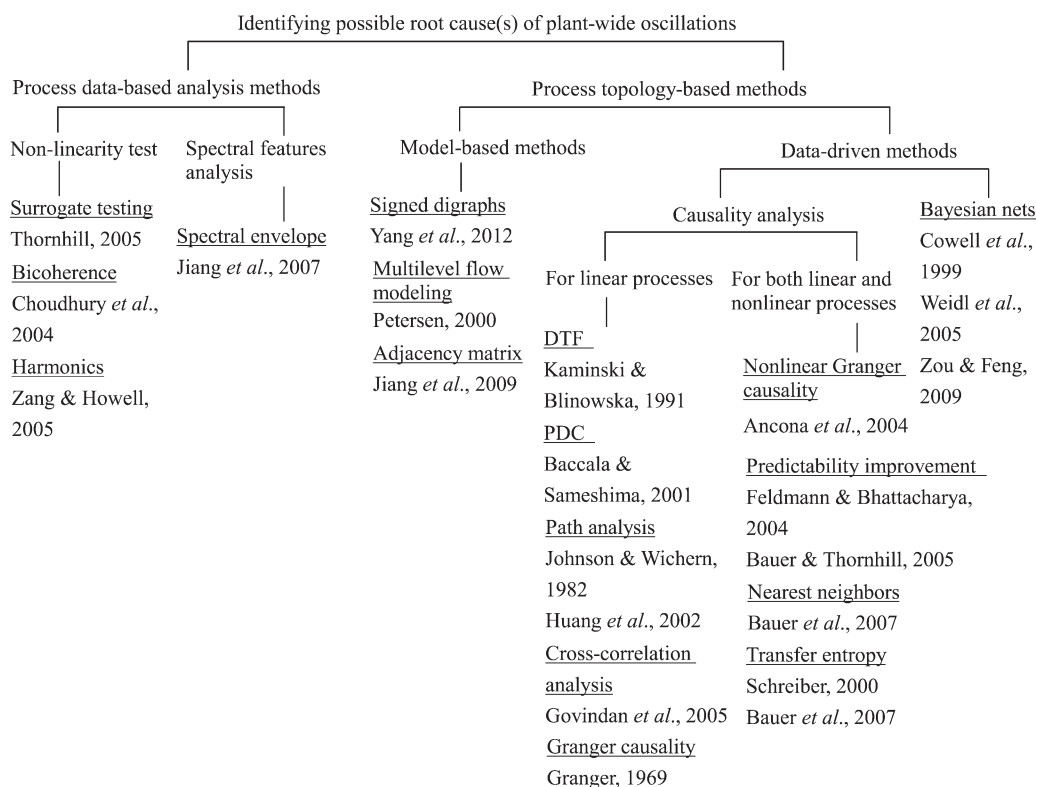 Identifying possible root cause(s) of plant-wide oscillations
Process data-based analysis methods
Non-linearity test
Surrogate testing
Thornhill, 2005
Bicoherence
Choudhury et al.,
2004
Harmonics
Zang & Howell,
2005
Spectral features
analysis
Spectral envelope
Jiang et al., 2007
Process topology-based methods
Model-based methods
Signed digraphs
Yang et al., 2012
Multilevel flow
modeling
Petersen, 2000
Adjacency matrix
Jiang et al., 2009
Data-driven methods
Causality analysis
For linear processes
DTF
Kaminski &
Blinowska, 1991
PDC
Baccala &
Sameshima, 2001
Path analysis
Johnson & Wichern,
1982
Huang et al., 2002
Cross-correlation
analysis
Govindan et al., 2005
Granger causality
Granger, 1969
For both linear and
nonlinear processes
Nonlinear Granger
causality
Ancona et al., 2004
Predictability improvement
Feldmann & Bhattacharya,
2004
Bauer & Thornhill, 2005
Nearest neighbors
Bauer et al., 2007
Transfer entropy
Schreiber, 2000
Bauer et al., 2007
Bayesian nets
Cowell et al.,
1999
Weidl et al.,
2005
Zou & Feng,
2009